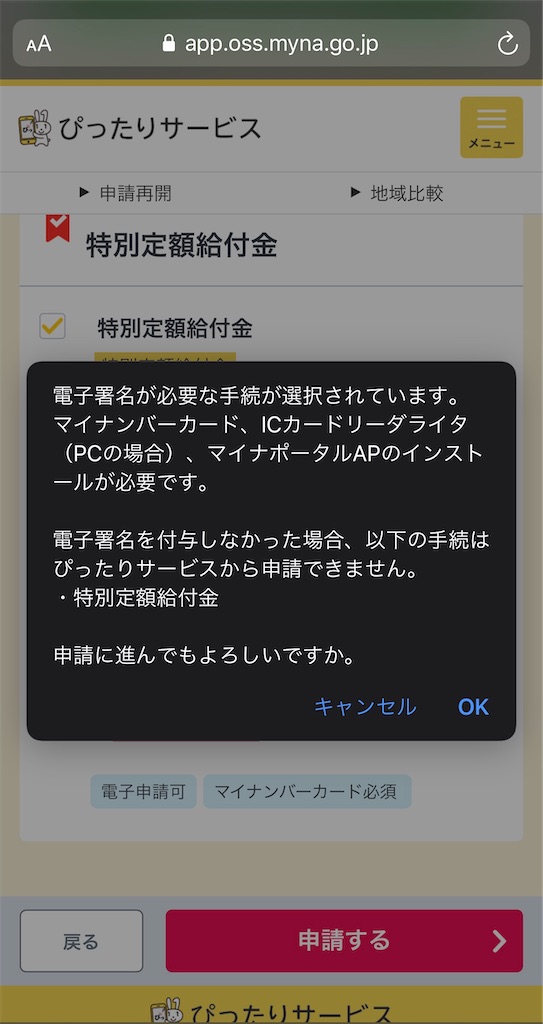 AA
app.oss.myna.go.jp
ぴったりサービス
メニュー
▶ 申請再開
▶ 地域比較
特別定額給付金
特別定額給付金
特別定額給付金
電子署名が必要な手続が選択されています。
マイナンバーカード、ICカードリーダライタ
（PCの場合）、マイナポータルAPのインスト
ールが必要です。
電子署名を付与しなかった場合、以下の手続は
ぴったりサービスから申請できません。
・特別定額給付金
申請に進んでもよろしいですか。
キャンセル
OK
電子申請可
マイナンバーカード必須
戻る
申請する
ぴったりサービス